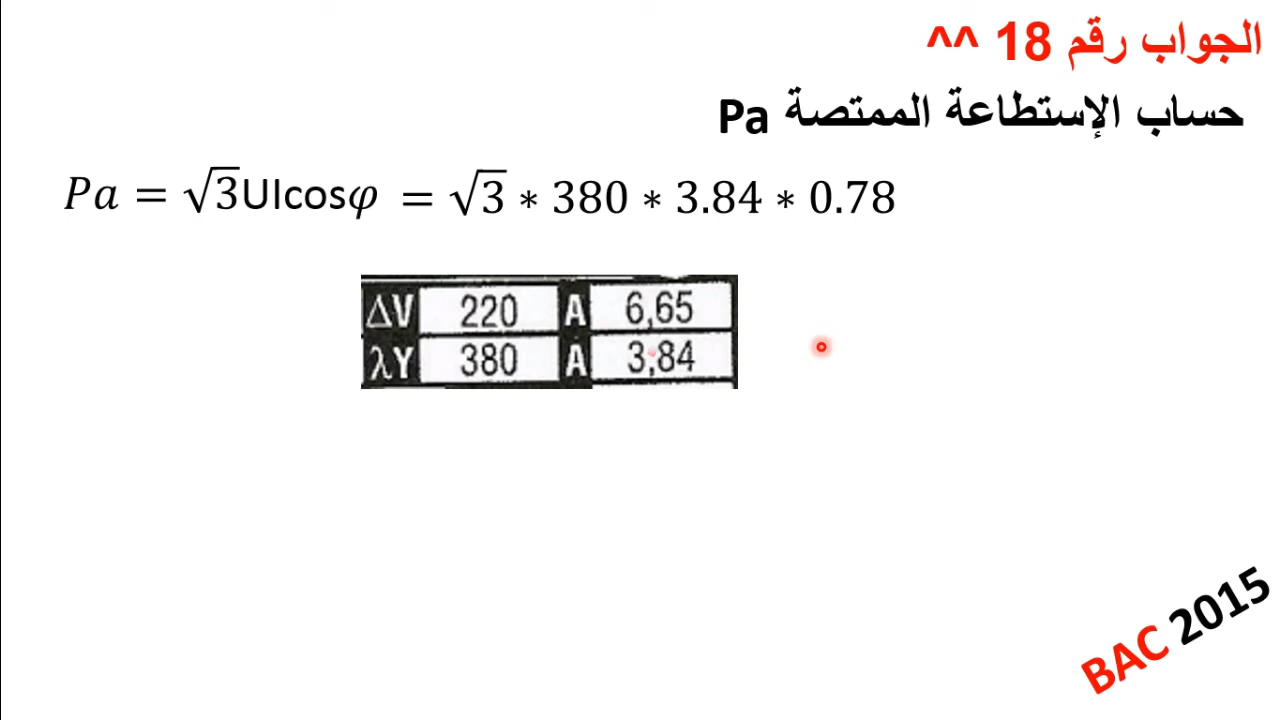 الجواب رقم 18 ^^
حساب الإستطاعة الممتصة Pa
Pa = √3UIcosφ = √3 * 380 * 3.84 * 0.78
ΔV 220 A 6,65
λY 380 A 3,84
BAC 2015